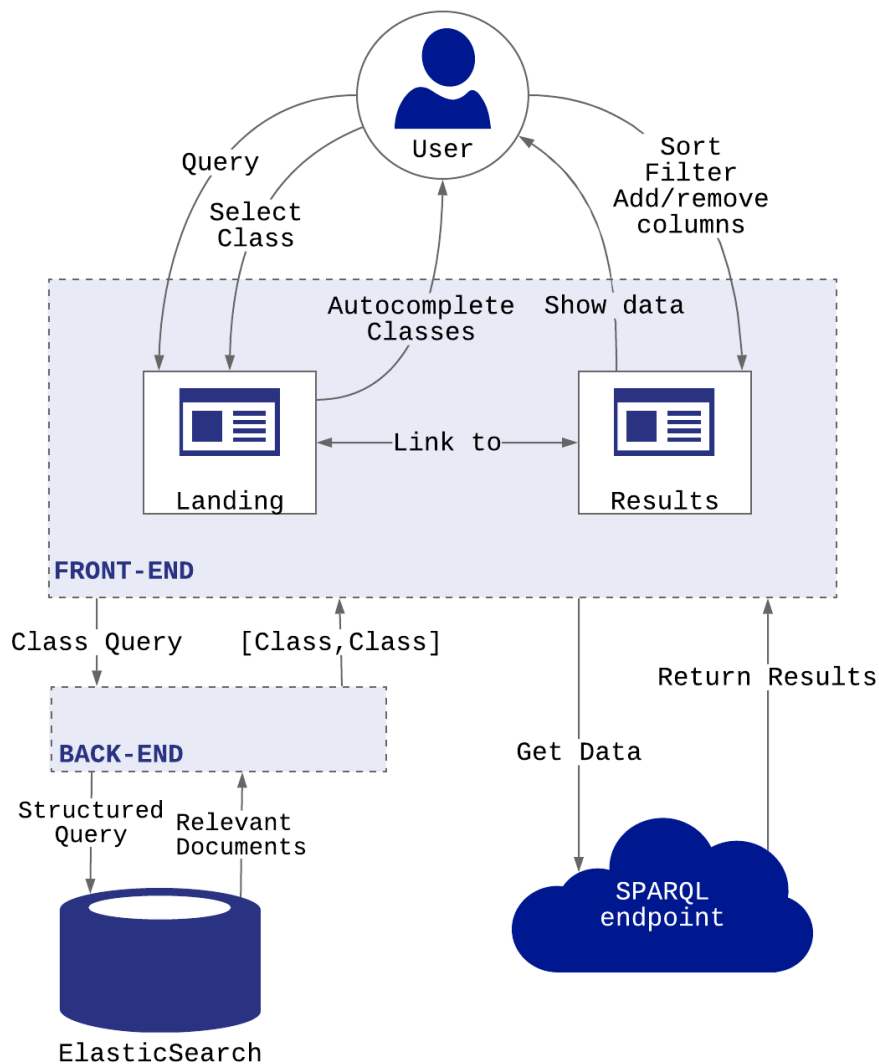 User
Query
Select
Class
Sort
Filter
Add/remove
columns
Autocomplete
Classes
Show data
Link to
Landing
Results
FRONT-END
Class Query
[Class,Class]
Return Results
BACK-END
Get Data
Structured
Query
Relevant
Documents
SPARQL
endpoint
ElasticSearch